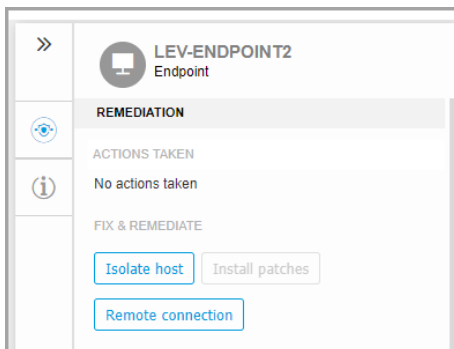 LEV-ENDPOINT2
Endpoint
REMEDIATION
ACTIONS TAKEN
No actions taken
FIX & REMEDIATE
Isolate host
Install patches
Remote connection